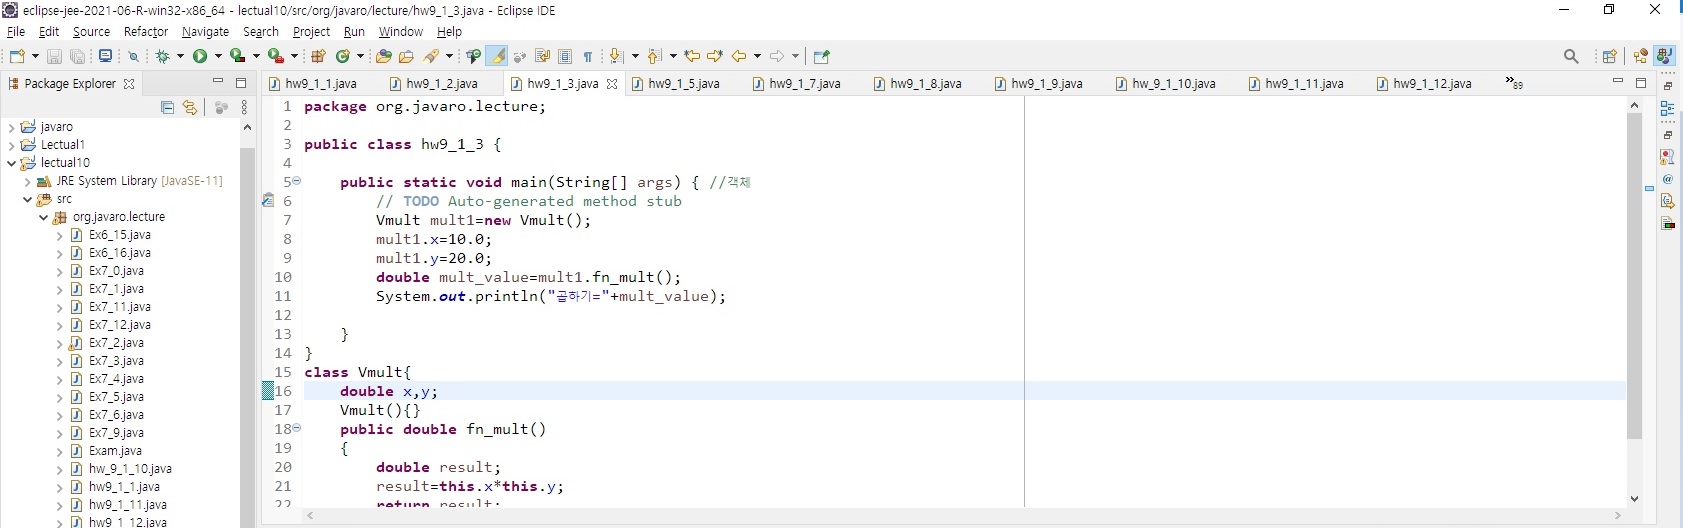 eclipse-jee-2021-06-R-win32-x86_64 - lectual10/src/org/javaro/lecture/hw9_1_3.java - Eclipse IDE
File Edit Source Refactor Navigate Search Project Run Window Help
Package Explorer
hw9_1_1.java hw9_1_2.java hw9_1_3.java hw9_1_5.java hw9_1_7.java hw9_1_8.java hw9_1_9.java hw9_1_10.java hw9_1_11.java hw9_1_12.java »89
javaro
Lectual1
lectual10
JRE System Library [JavaSE-11]
src
org.javaro.lecture
Ex6_15.java
Ex6_16.java
Ex7_0.java
Ex7_1.java
Ex7_11.java
Ex7_12.java
Ex7_2.java
Ex7_3.java
Ex7_4.java
Ex7_5.java
Ex7_6.java
Ex7_9.java
Exam.java
hw_9_1_10.java
hw9_1_1.java
hw9_1_11.java
hw9_1_12.java
1 package org.javaro.lecture;
2
3 public class hw9_1_3 {
4
5 public static void main(String[] args) { //객체
6 // TODO Auto-generated method stub
7 Vmult mult1=new Vmult();
8 mult1.x=10.0;
9 mult1.y=20.0;
10 double mult_value=mult1.fn_mult();
11 System.out.println("곱하기="+mult_value);
12
13 }
14 }
15 class Vmult{
16 double x,y;
17 Vmult(){}
18 public double fn_mult()
19 {
20 double result;
21 result=this.x*this.y;
22 return result;